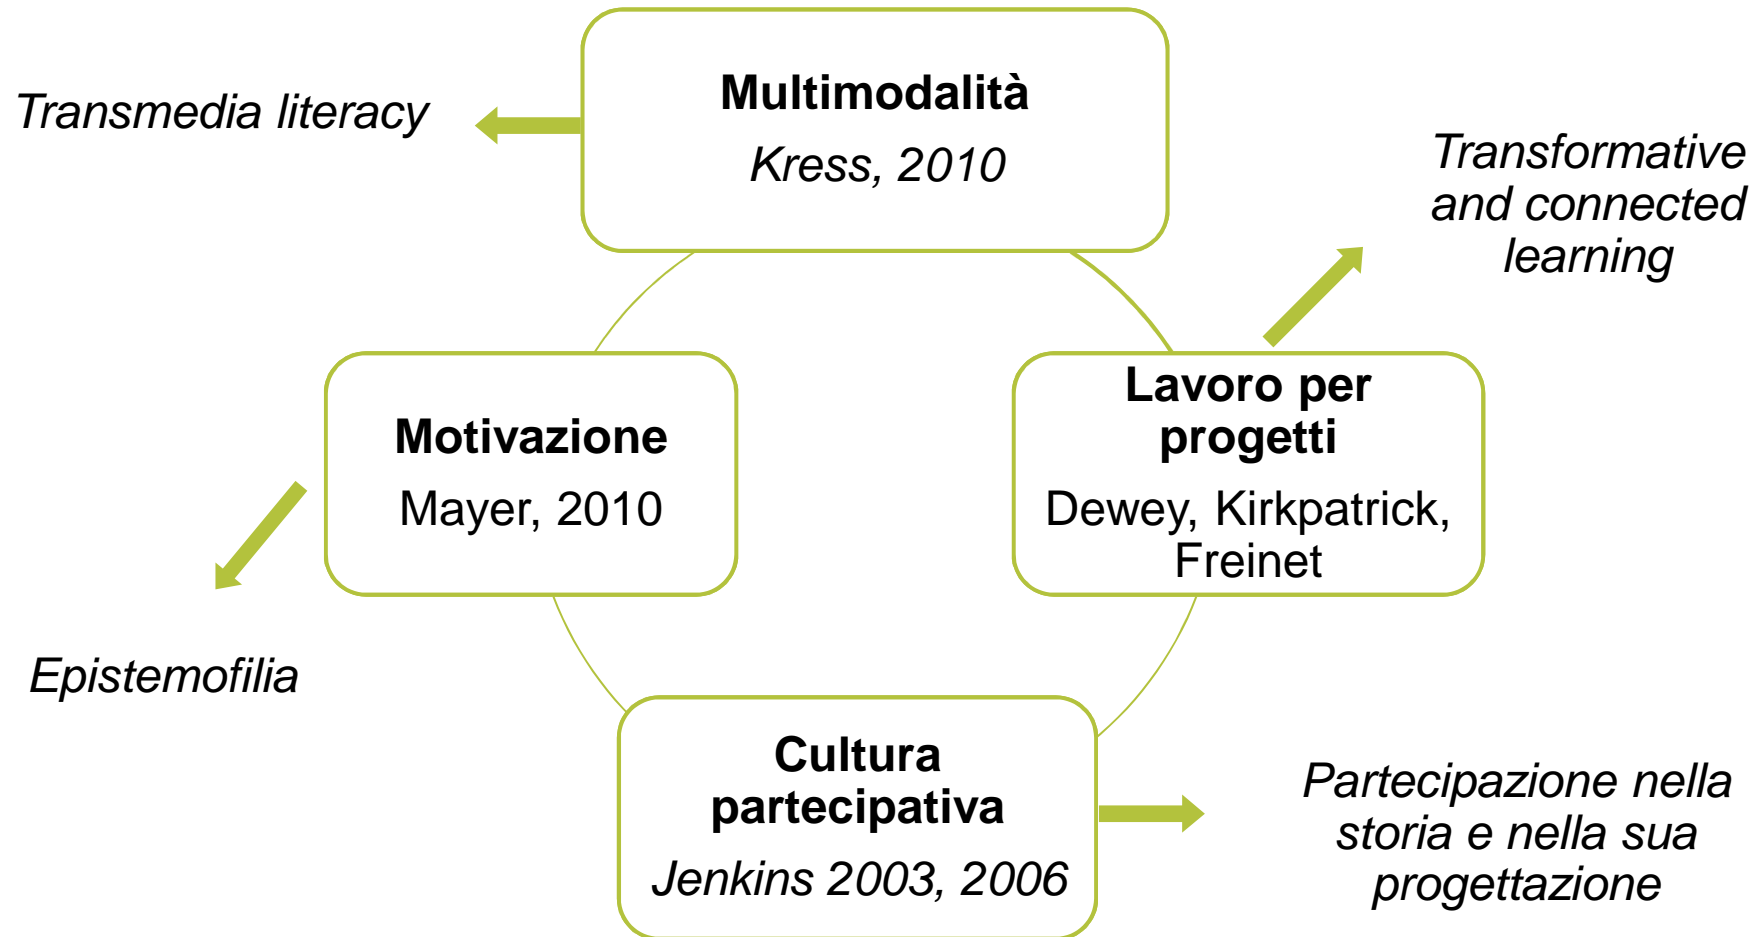 Multimodalità
Kress, 2010
Transmedia literacy
Transformative
and connected
learning
Lavoro per
progetti
Dewey, Kirkpatrick,
Freinet
Motivazione
Mayer, 2010
Epistemofilia
Cultura
partecipativa
Jenkins 2003, 2006
Partecipazione nella
storia e nella sua
progettazione